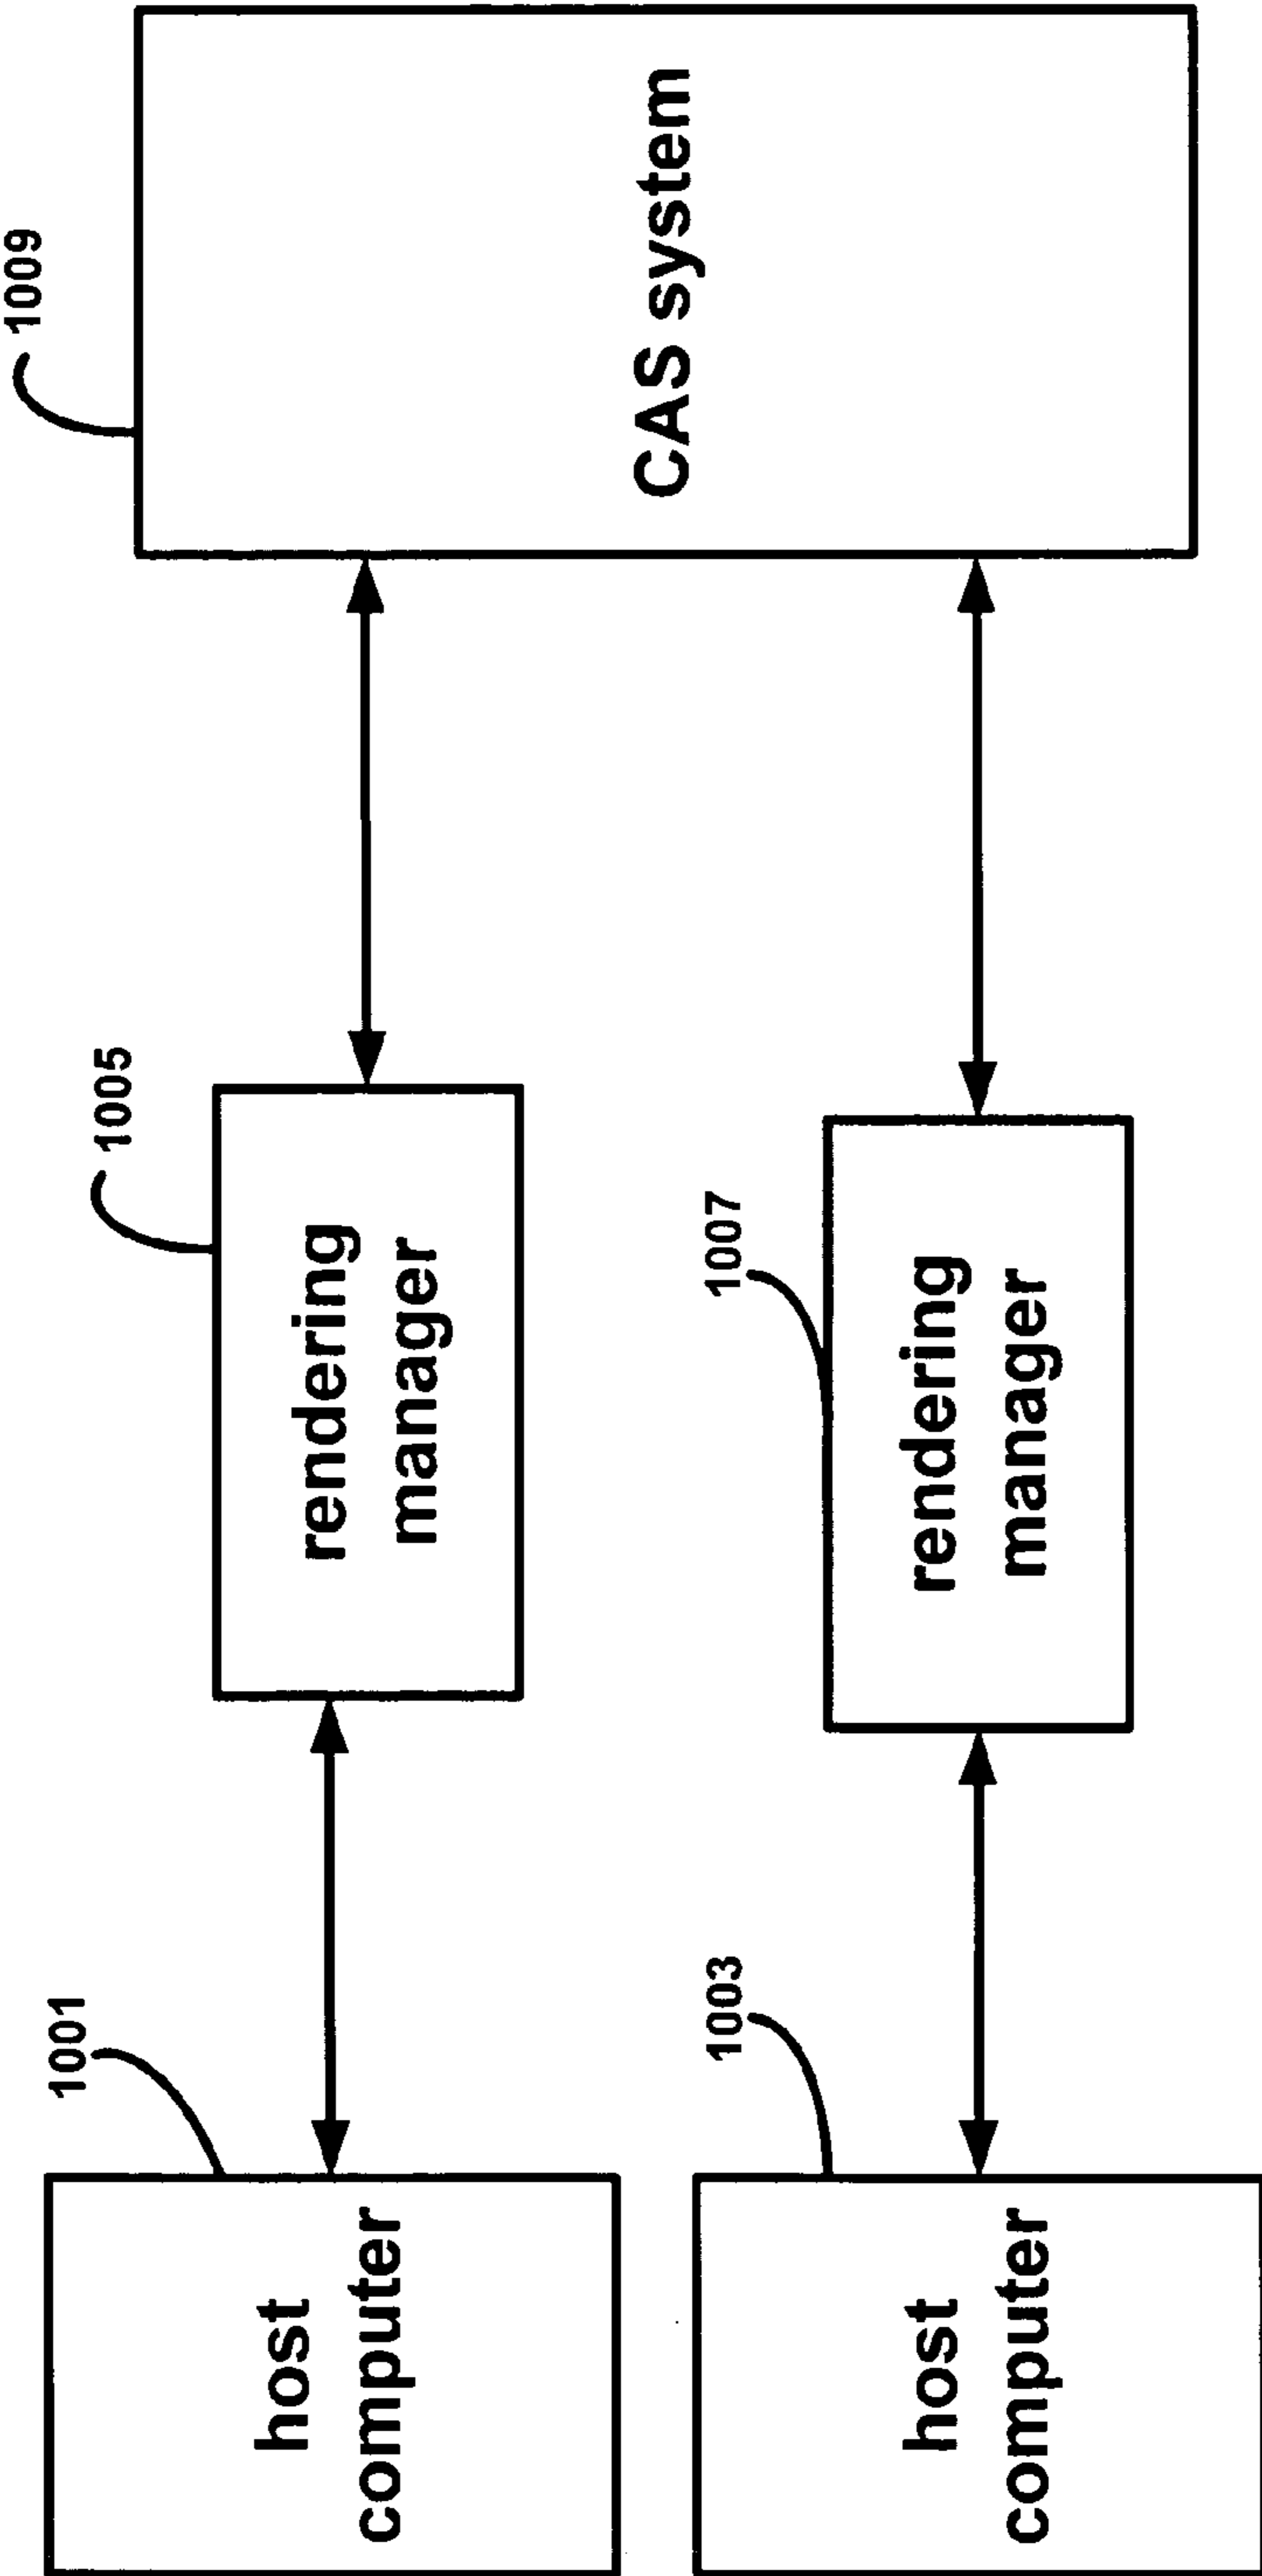 1001
host
computer
1005
rendering
manager
1009
CAS system
1003
host
computer
1007
rendering
manager